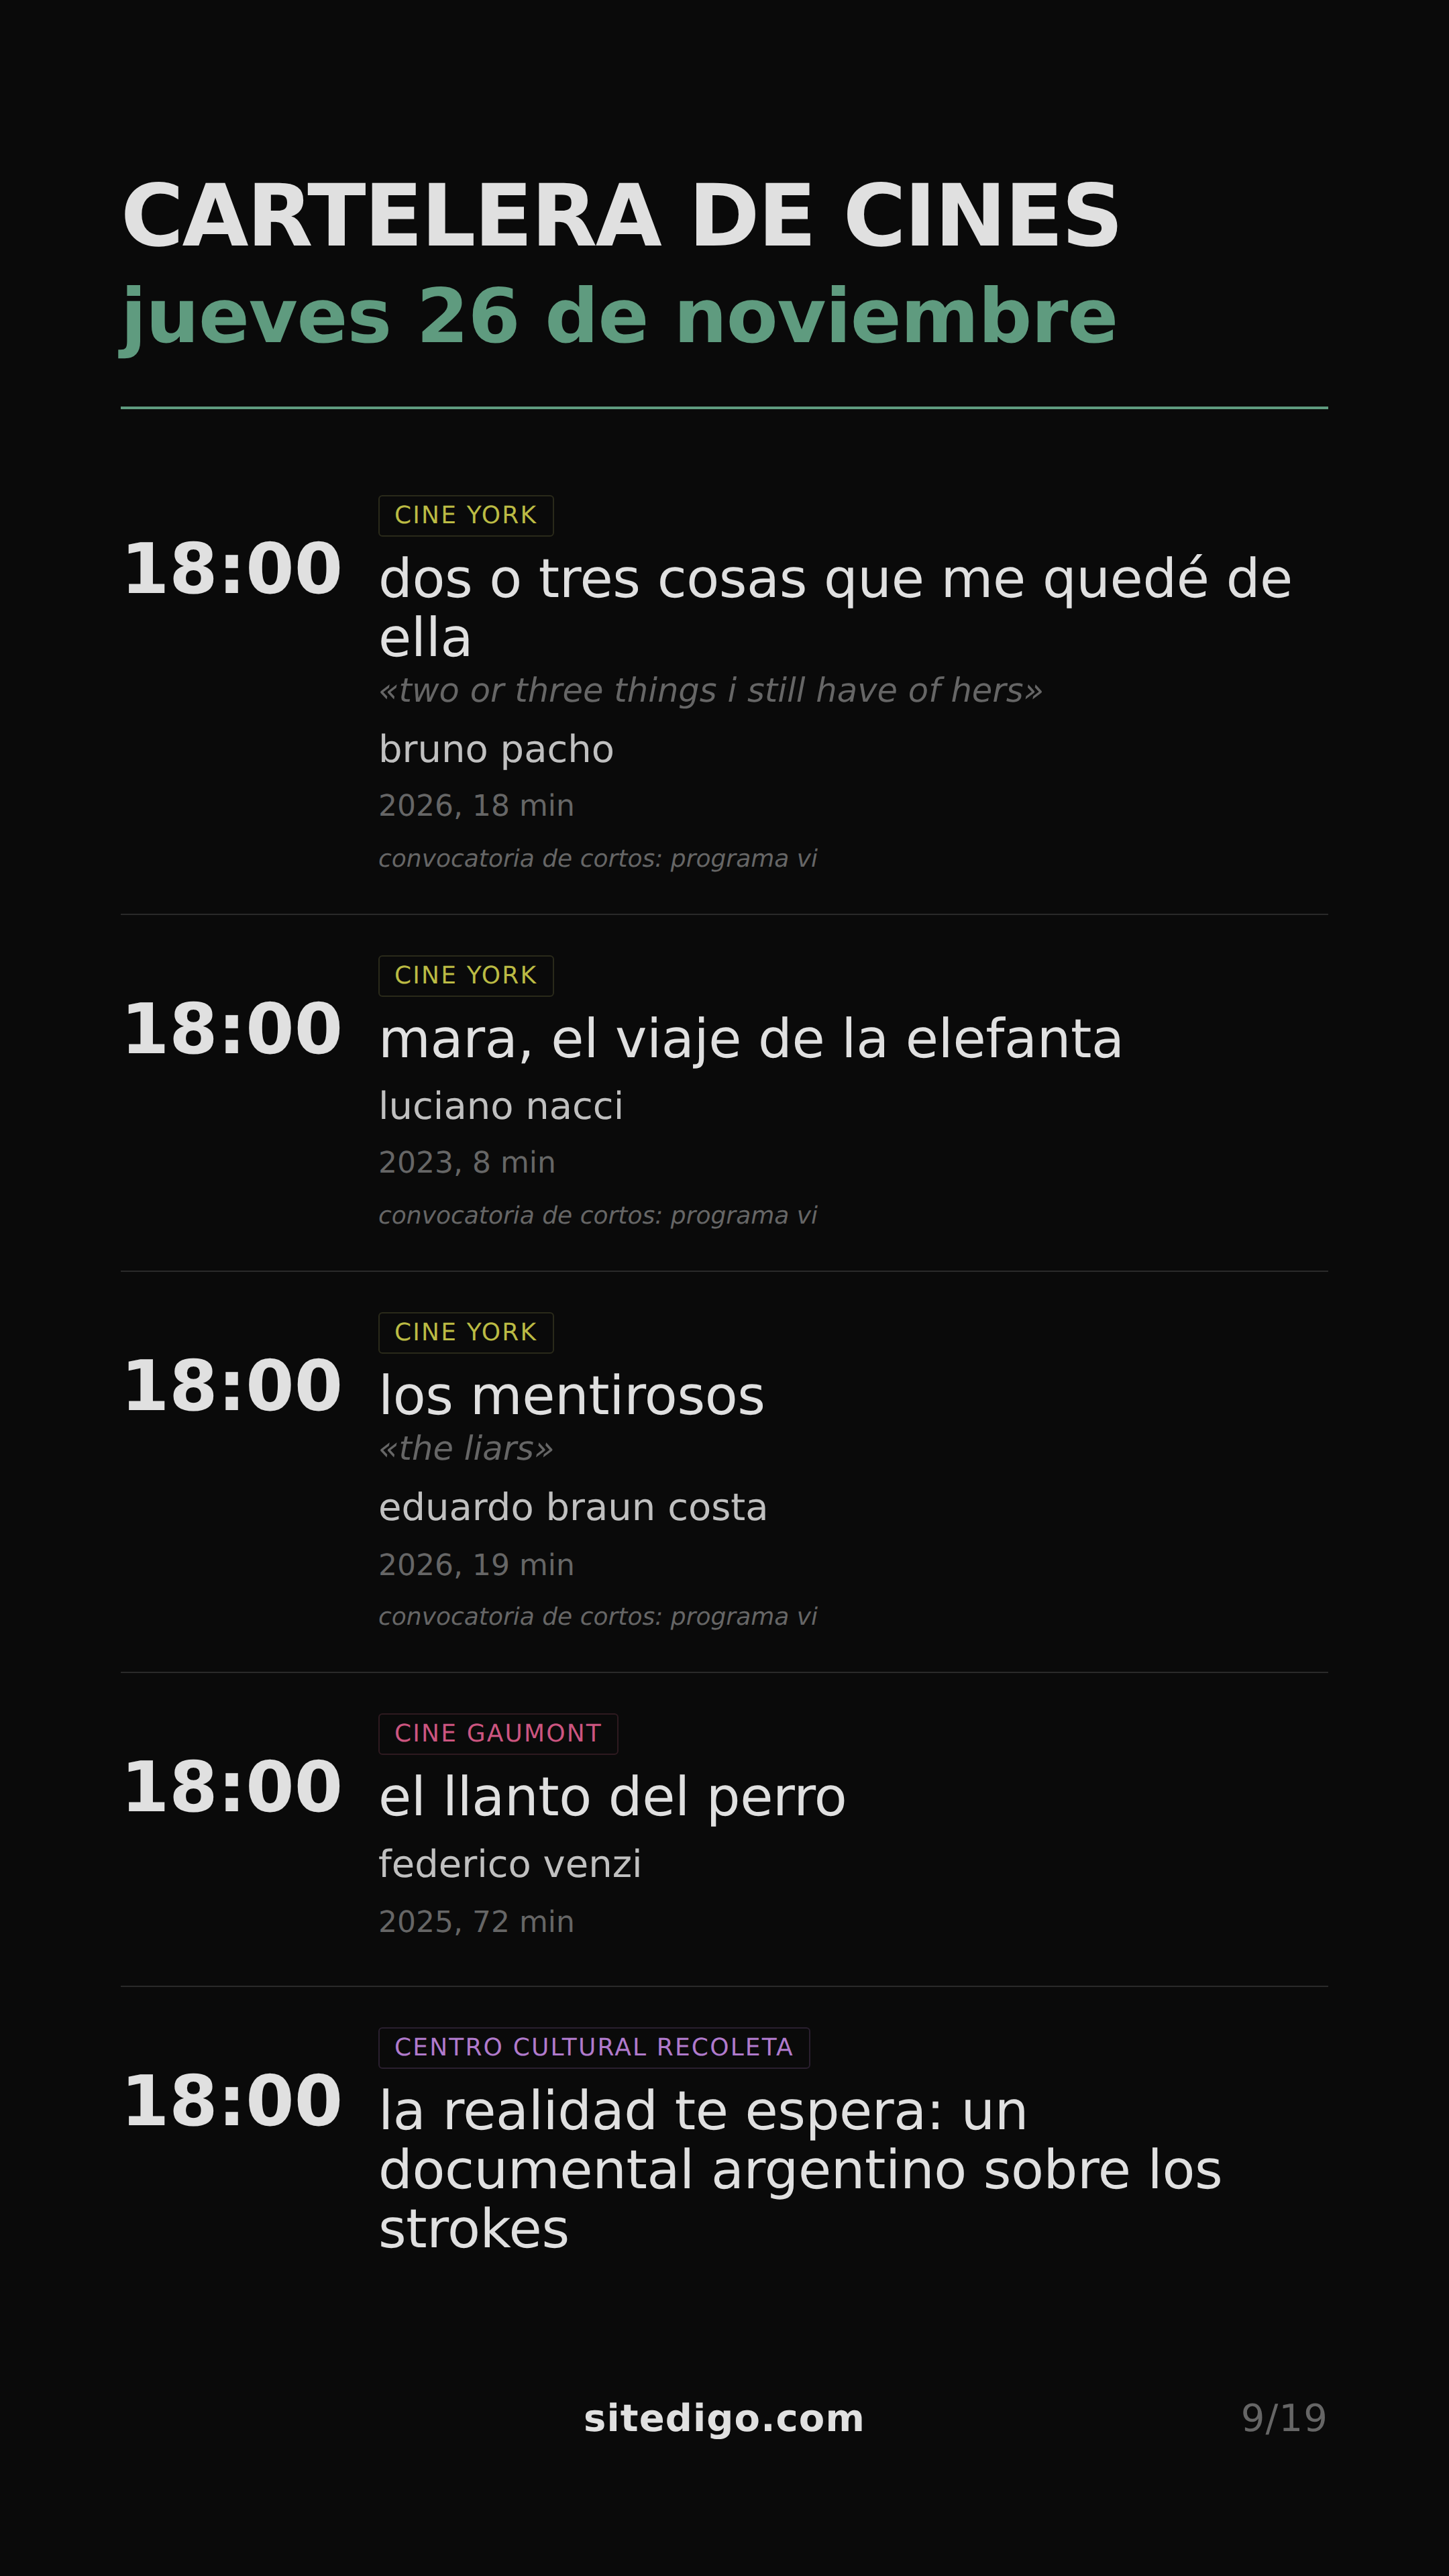 CARTELERA DE CINES
jueves 26 de noviembre
CINE YORK
18:00
dos o tres cosas que me quedé de
ella
«two or three things i still have of hers»
bruno pacho
2026, 18 min
convocatoria de cortos: programa vi
CINE YORK
18:00
mara, el viaje de la elefanta
luciano nacci
2023, 8 min
convocatoria de cortos: programa vi
CINE YORK
18:00
los mentirosos
«the liars»
eduardo braun costa
2026, 19 min
convocatoria de cortos: programa vi
CINE GAUMONT
18:00
el llanto del perro
federico venzi
2025, 72 min
CENTRO CULTURAL RECOLETA
18:00
la realidad te espera: un
documental argentino sobre los
strokes
sitedigo.com
9/19